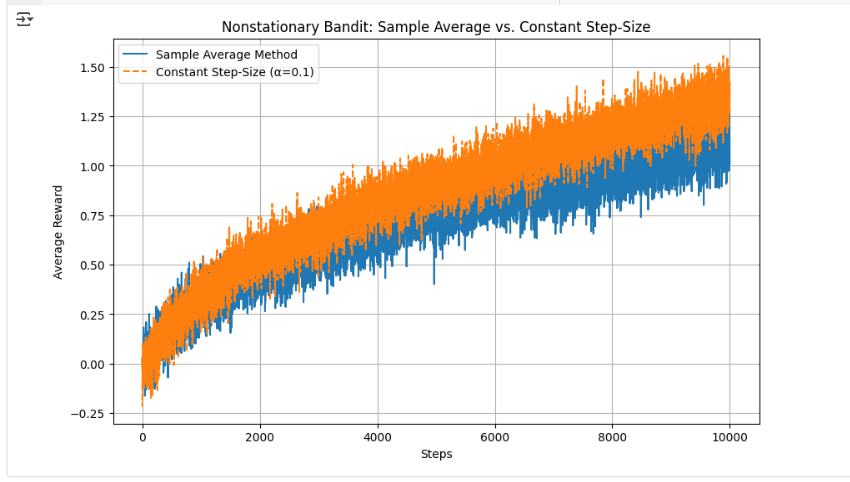 Nonstationary Bandit: Sample Average vs. Constant Step-Size
Sample Average Method
Constant Step-Size (α=0.1)
1.50
1.25
1.00
0.75
0.50
0.25
0.00
−0.25
Average Reward
0
2000
4000
6000
8000
10000
Steps